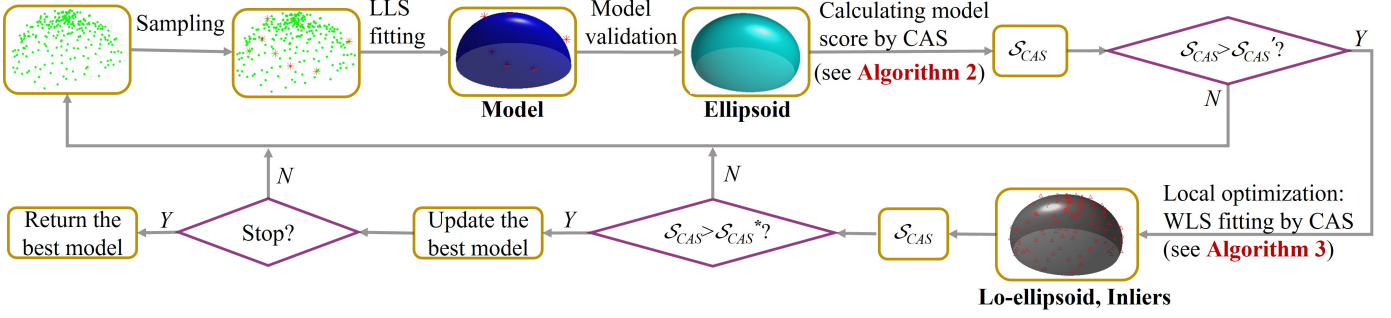 Sampling
LLS
fitting
Model
Model
validation
Ellipsoid
Calculating model
score by CAS
(see Algorithm 2)
S_CAS
S_CAS>S_CAS'?
Y
N
Local optimization:
WLS fitting by CAS
(see Algorithm 3)
Lo-ellipsoid, Inliers
S_CAS
S_CAS>S_CAS*?
N
Y
Update the
best model
Stop?
N
Y
Return the
best model